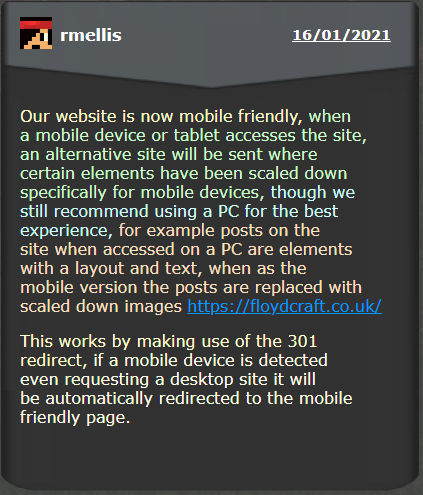 rmellis
16/01/2021
Our website is now mobile friendly, when
a mobile device or tablet accesses the site,
an alternative site will be sent where
certain elements have been scaled down
specifically for mobile devices, though we
still recommend using a PC for the best
experience, for example posts on the
site when accessed on a PC are elements
with a layout and text, when as the
mobile version the posts are replaced with
scaled down images https://floydcraft.co.uk/
This works by making use of the 301
redirect, if a mobile device is detected
even requesting a desktop site it will
be automatically redirected to the mobile
friendly page.